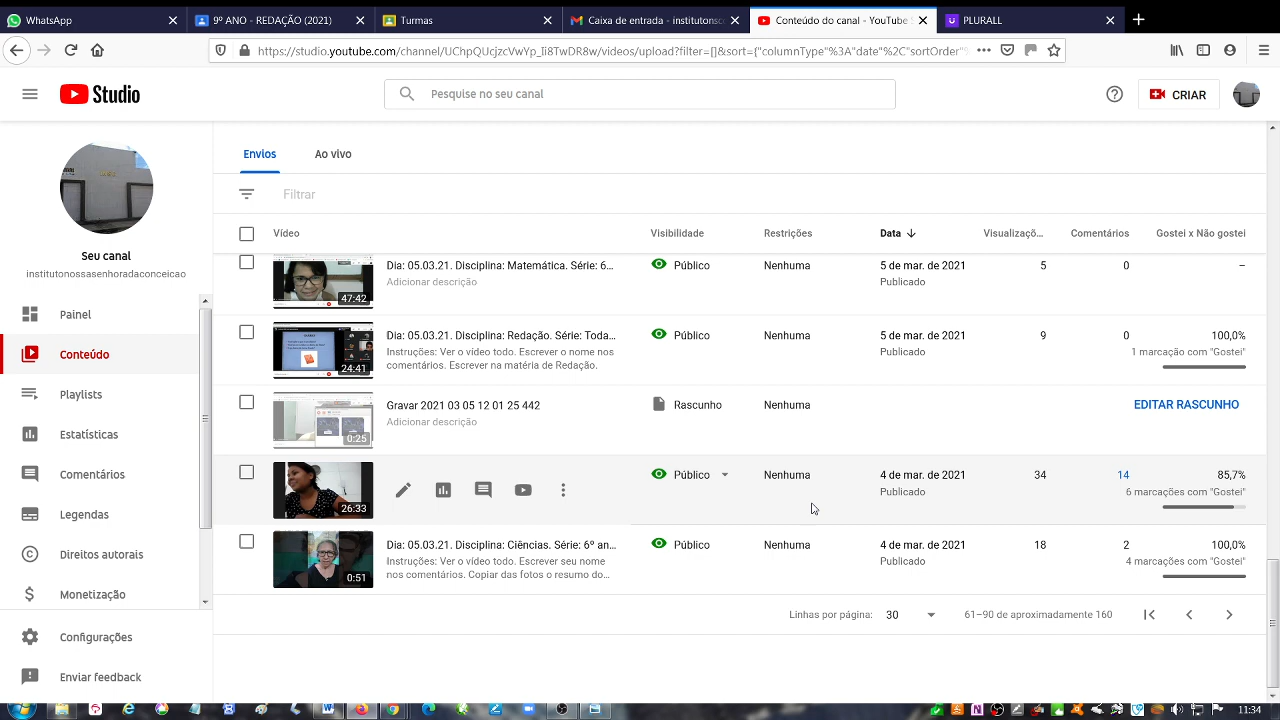 WhatsApp
3º ANO - REDAÇÃO (2021)
Turmas
Caixa de entrada - institutonsc
Conteúdo do canal - YouTube S
PLURALL
https://studio.youtube.com/channel/UChpQUcjzcVwYp_Ii8TwDR8w/videos/upload?filter=[]&sort={"columnType"%3A"date"%2C"sortOrder"
Studio
Pesquise no seu canal
CRIAR
Envios
Ao vivo
Filtrar
Seu canal
institutonossasenhoradaconceicao
Painel
Conteúdo
Playlists
Estatísticas
Comentários
Legendas
Direitos autorais
Monetização
Configurações
Enviar feedback
Vídeo Visibilidade Restrições Data Visualizaçõ... Comentários Gostei x Não gostei
Dia: 05.03.21. Disciplina: Matemática. Série: 6... Público Nenhuma 5 de mar. de 2021 5 0 –
Adicionar descrição Publicado
47:42
Dia: 05.03.21. Disciplina: Redação. Série: Toda... Público Nenhuma 5 de mar. de 2021 9 0 100,0%
Instruções: Ver o vídeo todo. Escrever o nome nos Publicado 1 marcação com "Gostei"
comentários. Escrever na matéria de Redação.
24:41
Gravar 2021 03 05 12 01 25 442 Rascunho Nenhuma EDITAR RASCUNHO
Adicionar descrição
0:25
Público Nenhuma 4 de mar. de 2021 34 14 85,7%
Publicado 6 marcações com "Gostei"
26:33
Dia: 05.03.21. Disciplina: Ciências. Série: 6º an... Público Nenhuma 4 de mar. de 2021 18 2 100,0%
Instruções: Ver o vídeo todo. Escrever seu nome Publicado 4 marcações com "Gostei"
nos comentários. Copiar das fotos o resumo do...
0:51
Linhas por página: 30 61–90 de aproximadamente 160
11:34